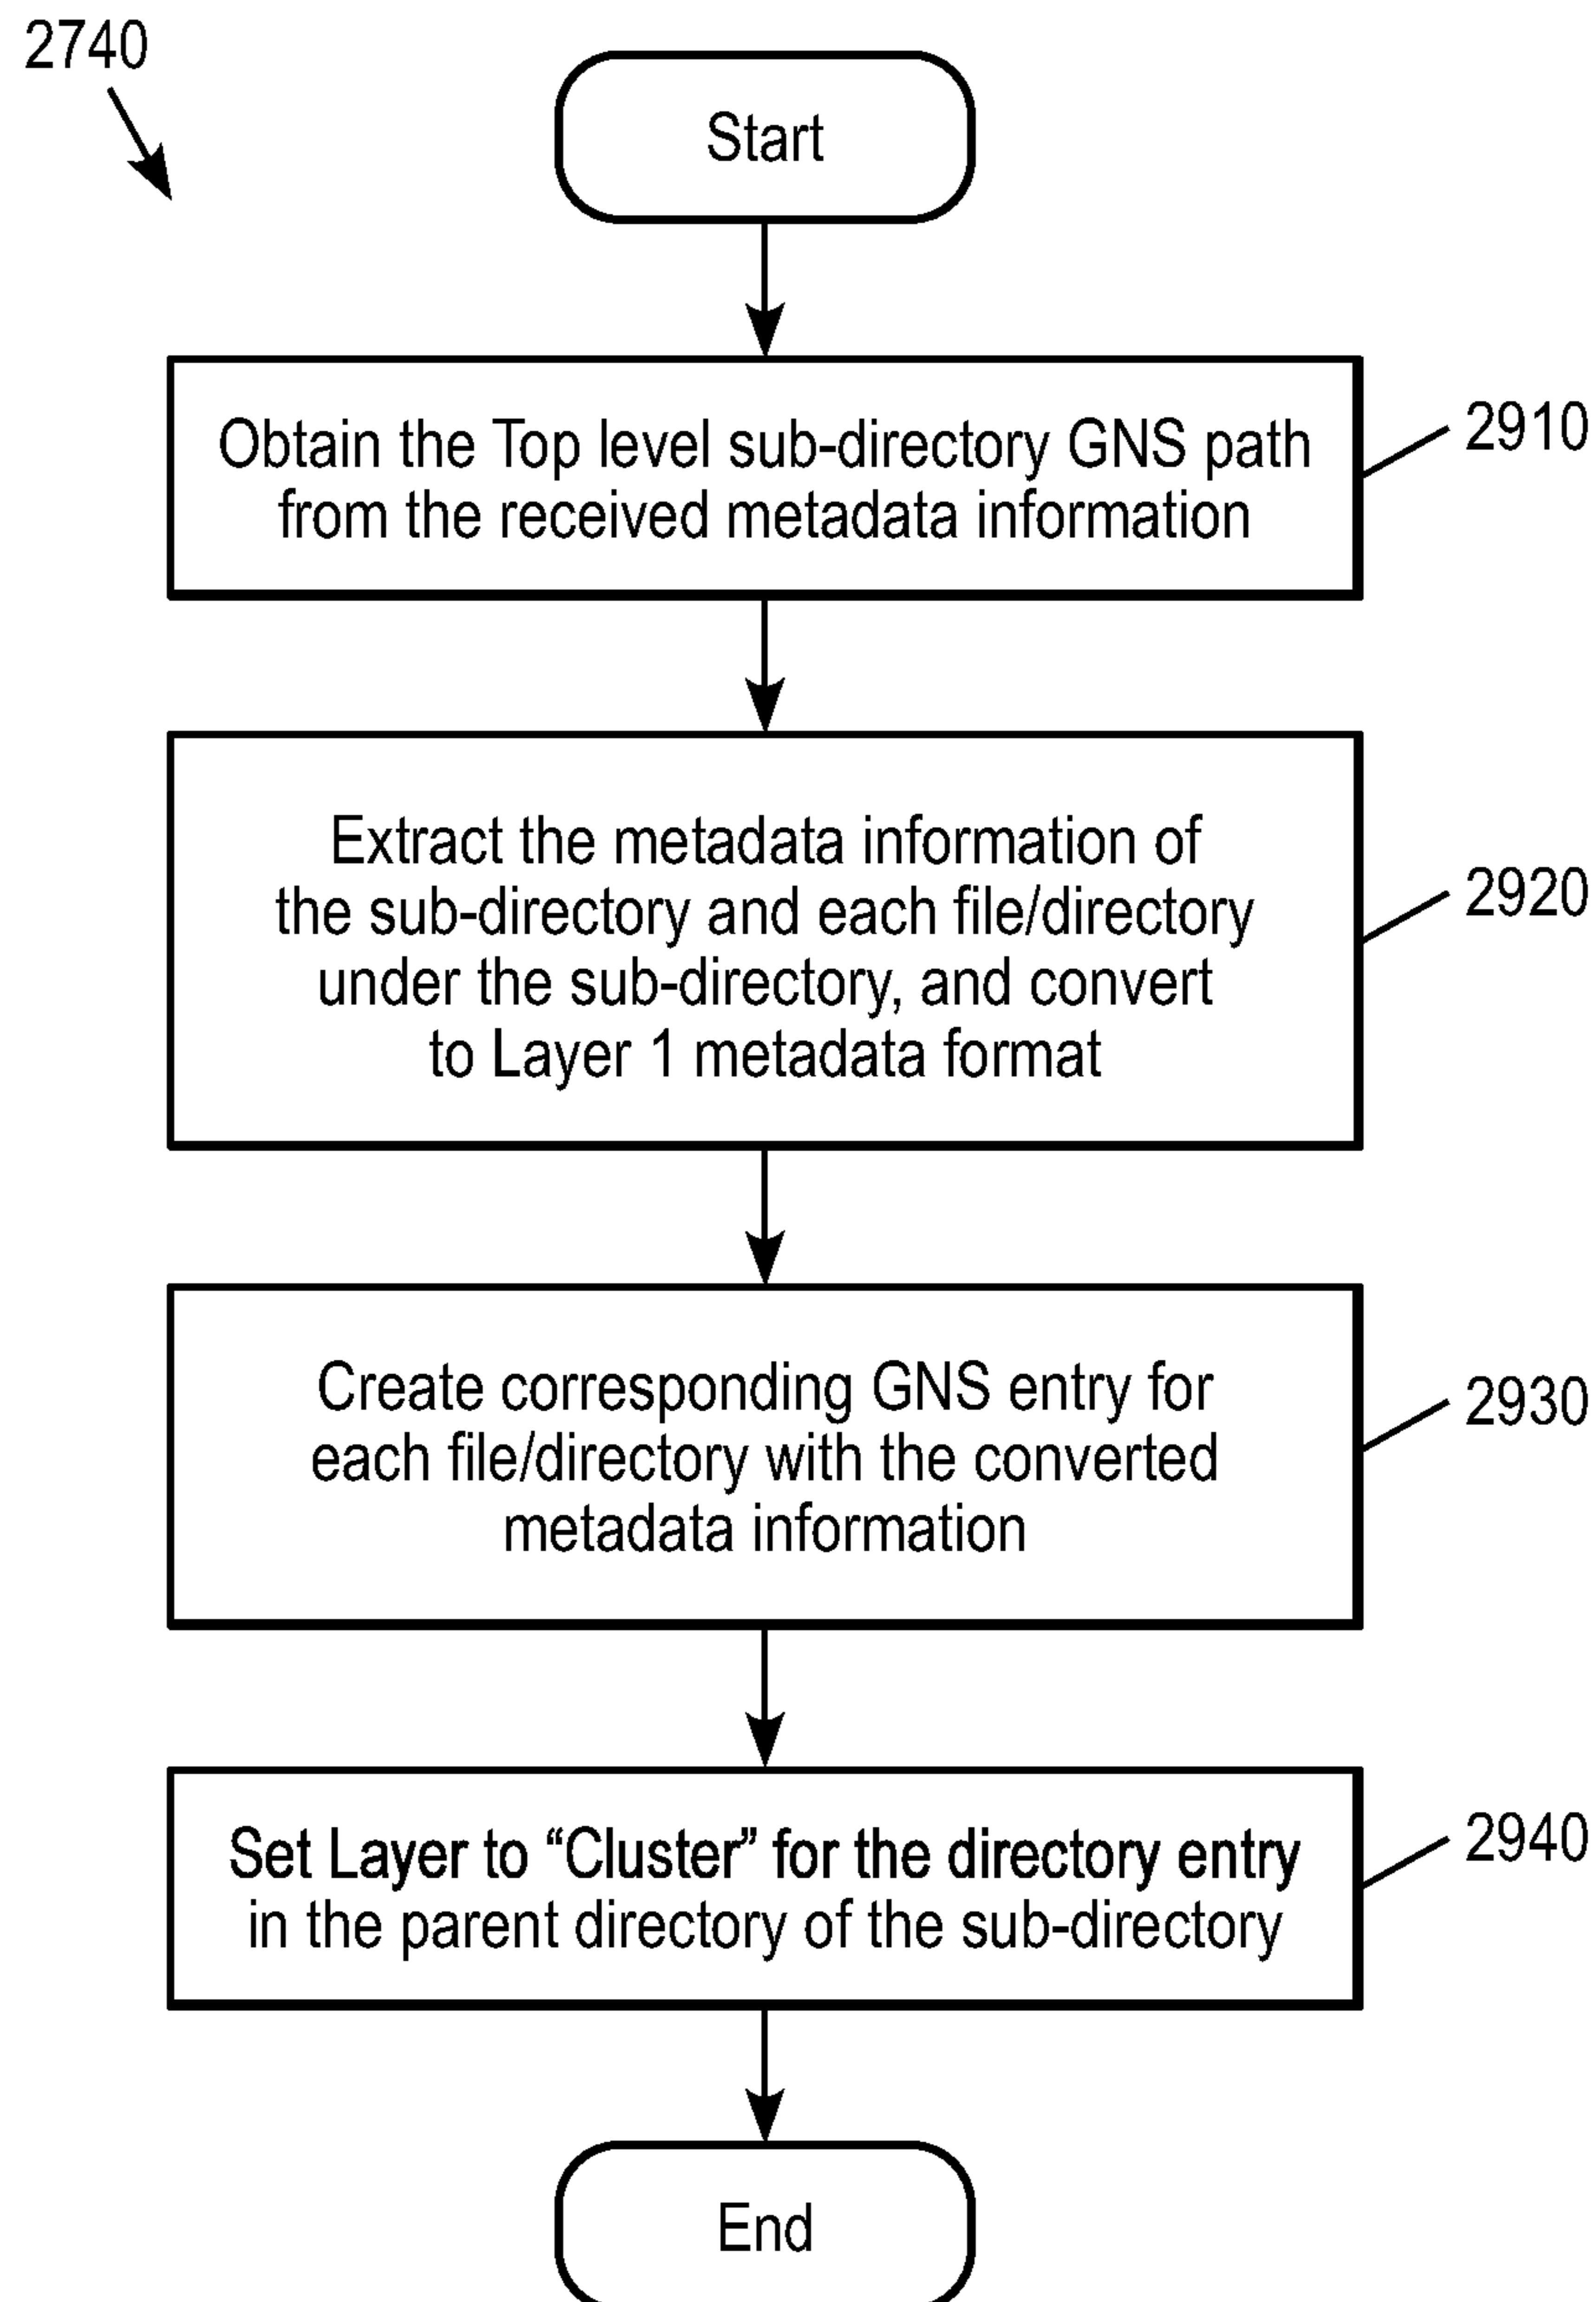 2740
Start
Obtain the Top level sub-directory GNS path
from the received metadata information
2910
Extract the metadata information of
the sub-directory and each file/directory
under the sub-directory, and convert
to Layer 1 metadata format
2920
Create corresponding GNS entry for
each file/directory with the converted
metadata information
2930
Set Layer to “Cluster” for the directory entry
in the parent directory of the sub-directory
2940
End